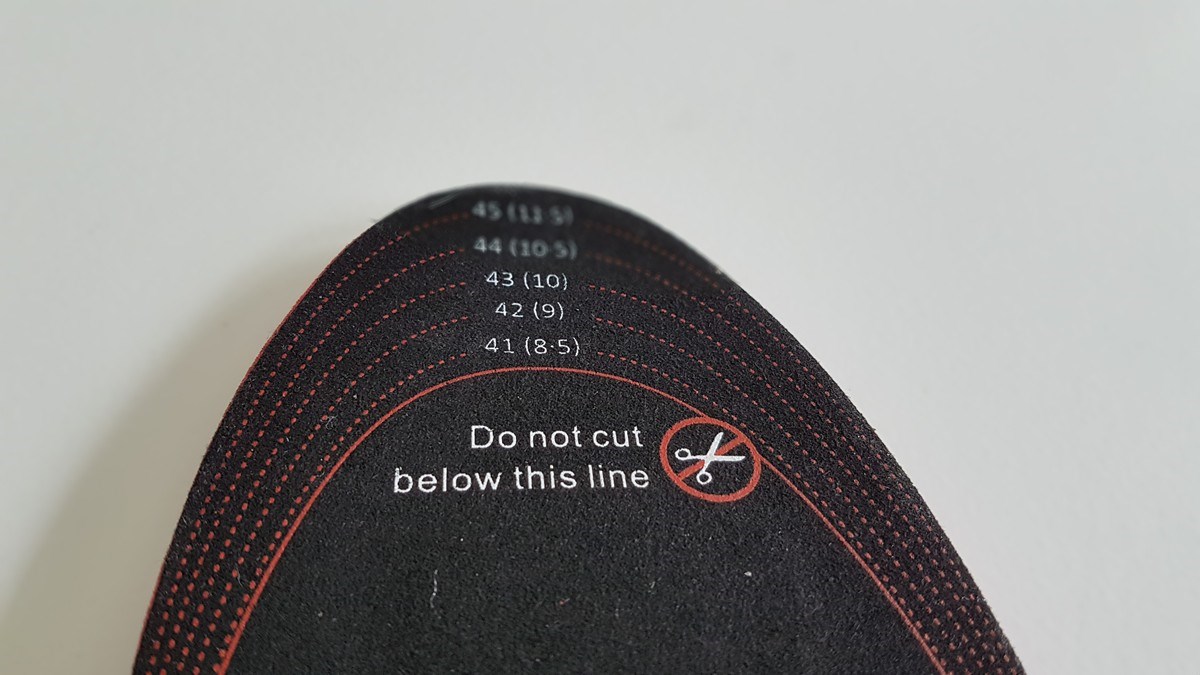 45 (11·5)
44 (10·5)
43 (10)
42 (9)
41 (8·5)
Do not cut
below this line